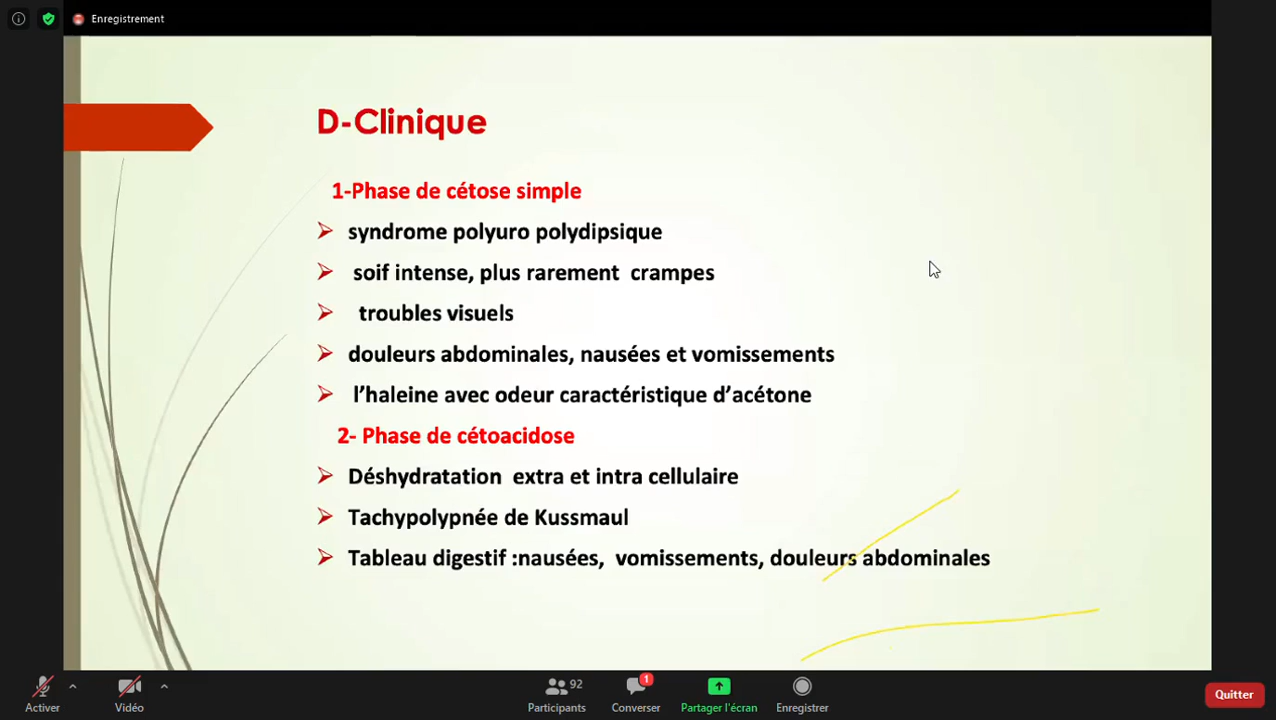 Enregistrement
D-Clinique
1-Phase de cétose simple
syndrome polyuro polydipsique
soif intense, plus rarement crampes
troubles visuels
douleurs abdominales, nausées et vomissements
l’haleine avec odeur caractéristique d’acétone
2- Phase de cétoacidose
Déshydratation extra et intra cellulaire
Tachypolypnée de Kussmaul
Tableau digestif :nausées, vomissements, douleurs abdominales
Activer
Vidéo
92
Participants
1
Converser
Partager l'écran
Enregistrer
Quitter